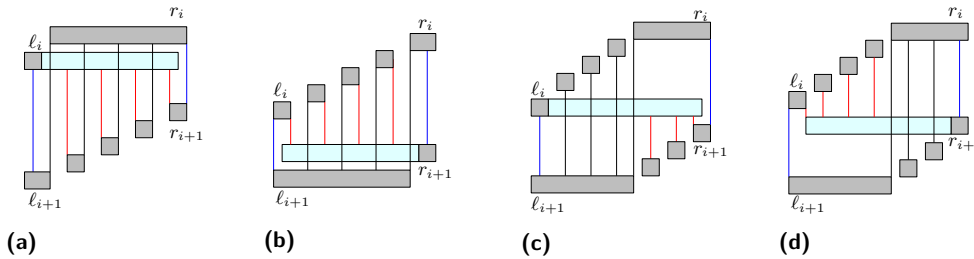 r_i
ℓ_i
r_{i+1}
ℓ_{i+1}
(a)
r_i
ℓ_i
r_{i+1}
ℓ_{i+1}
(b)
r_i
ℓ_i
r_{i+1}
ℓ_{i+1}
(c)
r_i
ℓ_i
r_{i+
ℓ_{i+1}
(d)